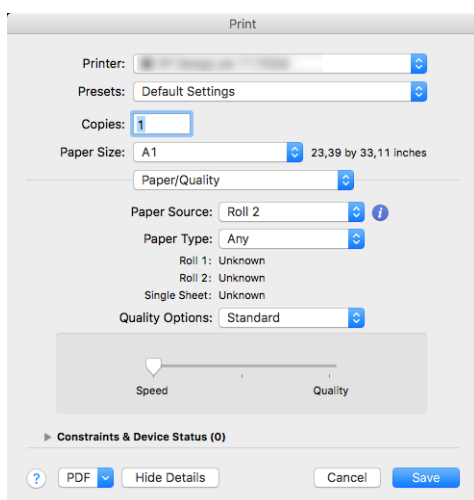 Print
Printer:
Presets: Default Settings
Copies: 1
Paper Size: A1 23,39 by 33,11 inches
Paper/Quality
Paper Source: Roll 2 i
Paper Type: Any
Roll 1: Unknown
Roll 2: Unknown
Single Sheet: Unknown
Quality Options: Standard
Speed Quality
Constraints & Device Status (0)
? PDF Hide Details Cancel Save